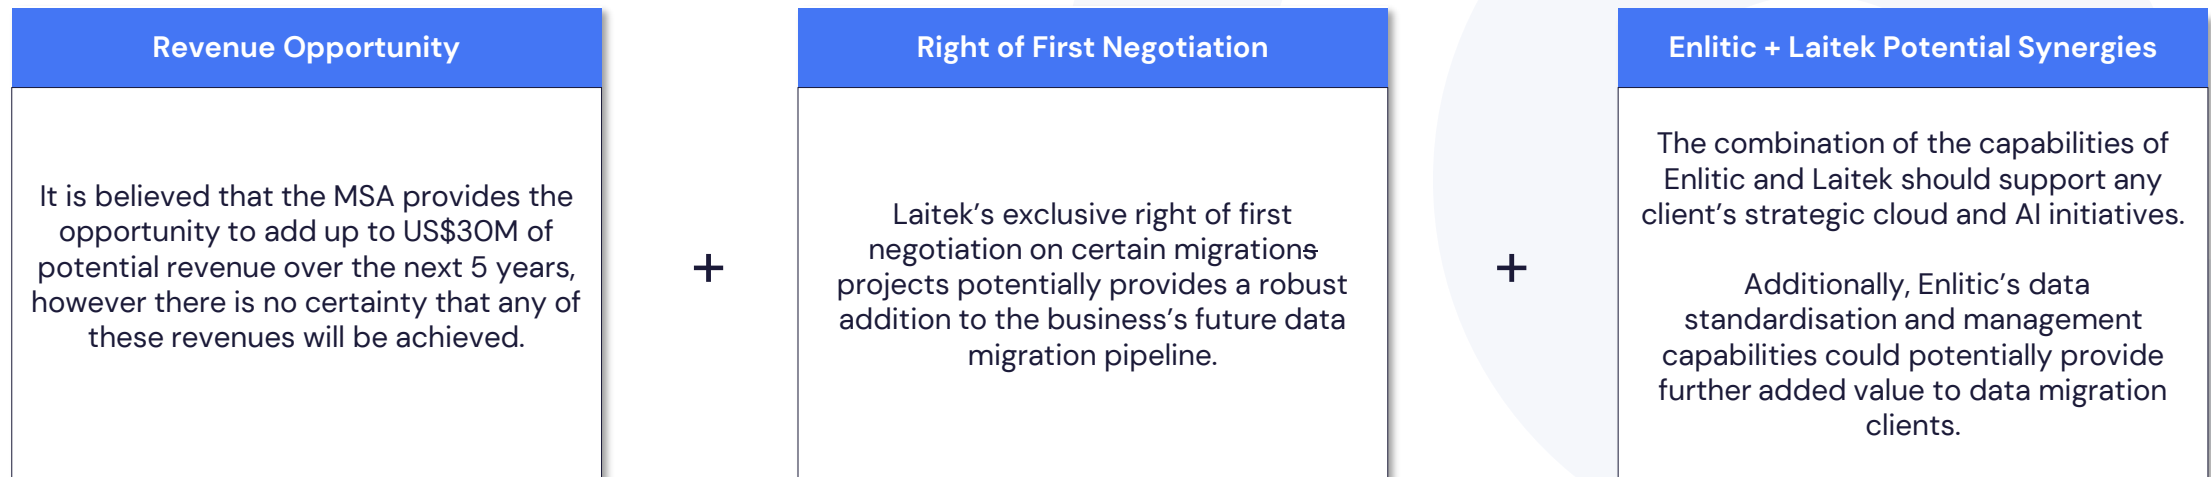 Revenue Opportunity
It is believed that the MSA provides the
opportunity to add up to US$30M of
potential revenue over the next 5 years,
however there is no certainty that any of
these revenues will be achieved.
+
Right of First Negotiation
Laitek’s exclusive right of first
negotiation on certain migrations
projects potentially provides a robust
addition to the business’s future data
migration pipeline.
+
Enlitic + Laitek Potential Synergies
The combination of the capabilities of
Enlitic and Laitek should support any
client’s strategic cloud and AI initiatives.
Additionally, Enlitic’s data
standardisation and management
capabilities could potentially provide
further added value to data migration
clients.